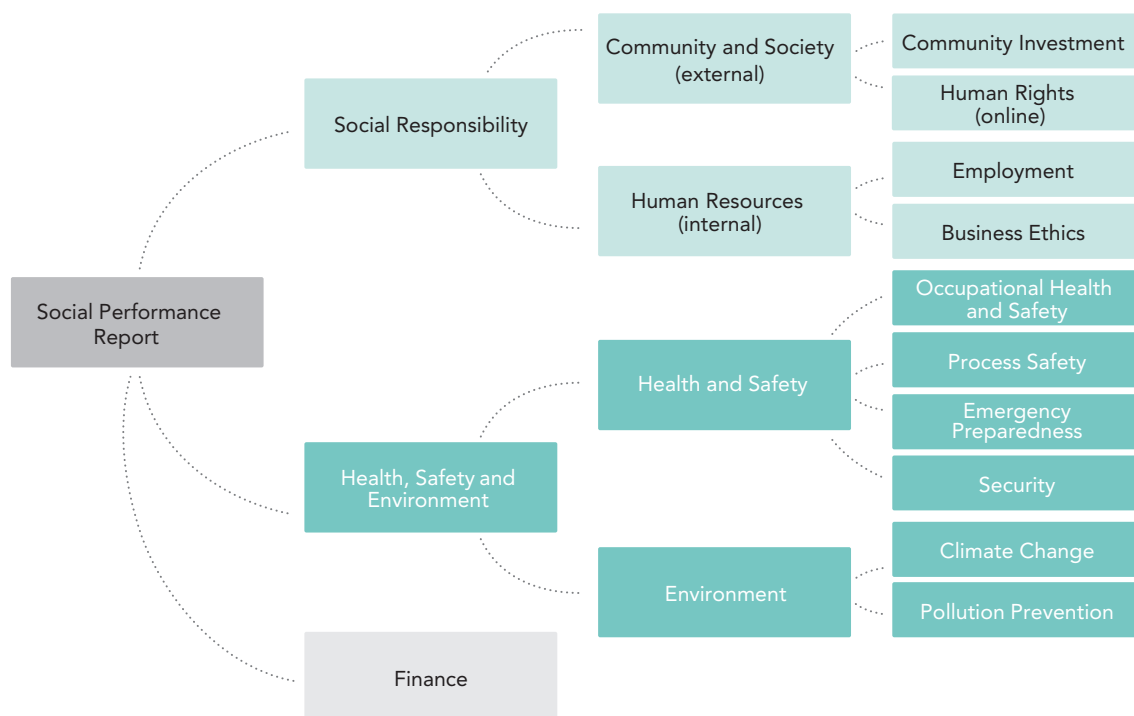 Social Performance
Report
Social Responsibility
Community and Society
(external)
Community Investment
Human Rights
(online)
Human Resources
(internal)
Employment
Business Ethics
Health, Safety and
Environment
Health and Safety
Occupational Health
and Safety
Process Safety
Emergency
Preparedness
Security
Environment
Climate Change
Pollution Prevention
Finance